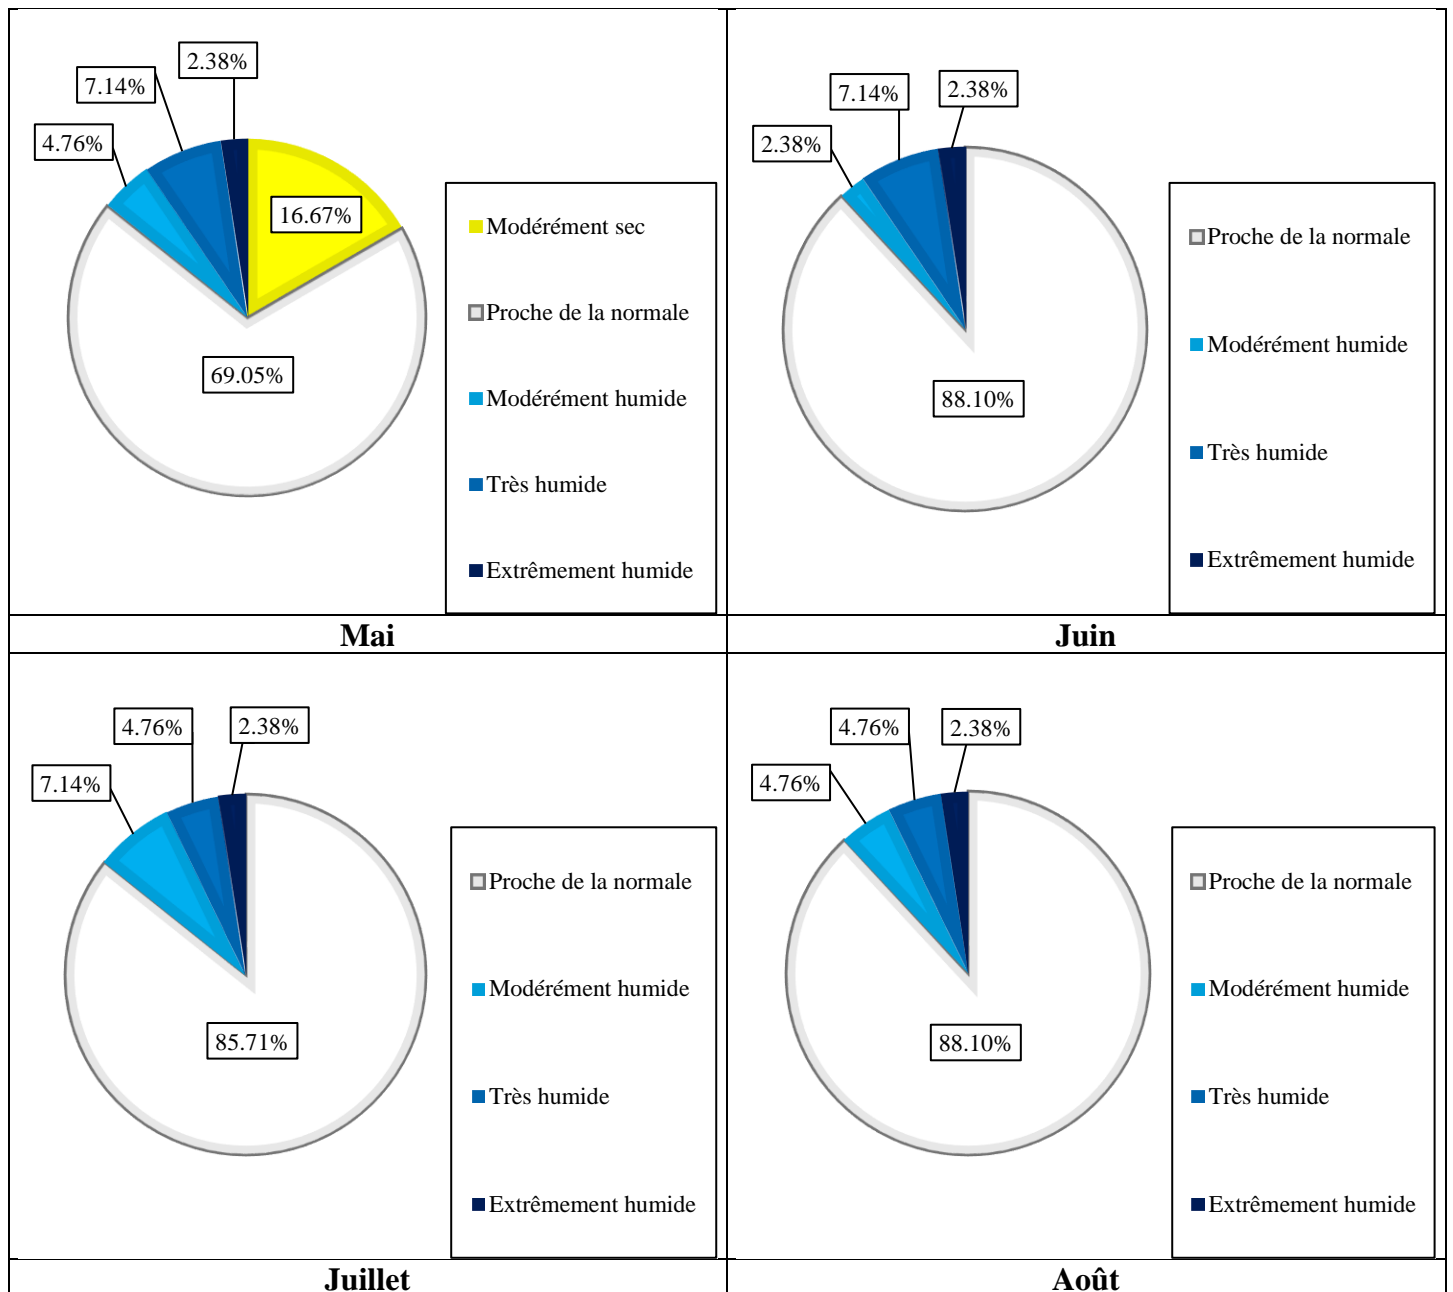 2.38%
7.14%
4.76%
16.67%
69.05%
Modérément sec
Proche de la normale
Modérément humide
Très humide
Extrêmement humide
Mai
2.38%
7.14%
2.38%
88.10%
Proche de la normale
Modérément humide
Très humide
Extrêmement humide
Juin
4.76%
2.38%
7.14%
85.71%
Proche de la normale
Modérément humide
Très humide
Extrêmement humide
Juillet
4.76%
2.38%
4.76%
88.10%
Proche de la normale
Modérément humide
Très humide
Extrêmement humide
Août